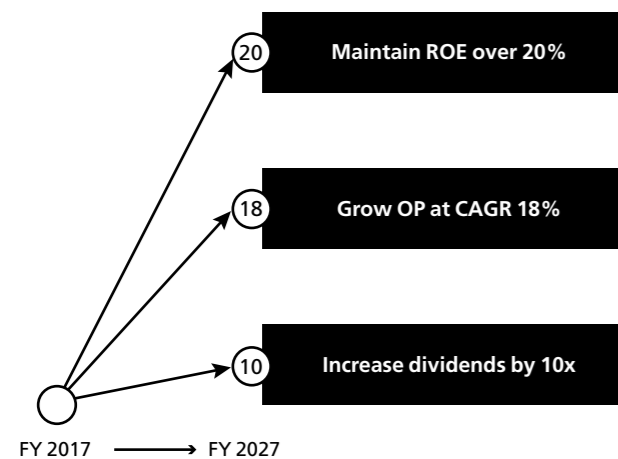 20
Maintain ROE over 20%
18
Grow OP at CAGR 18%
10
Increase dividends by 10x
FY 2017
FY 2027